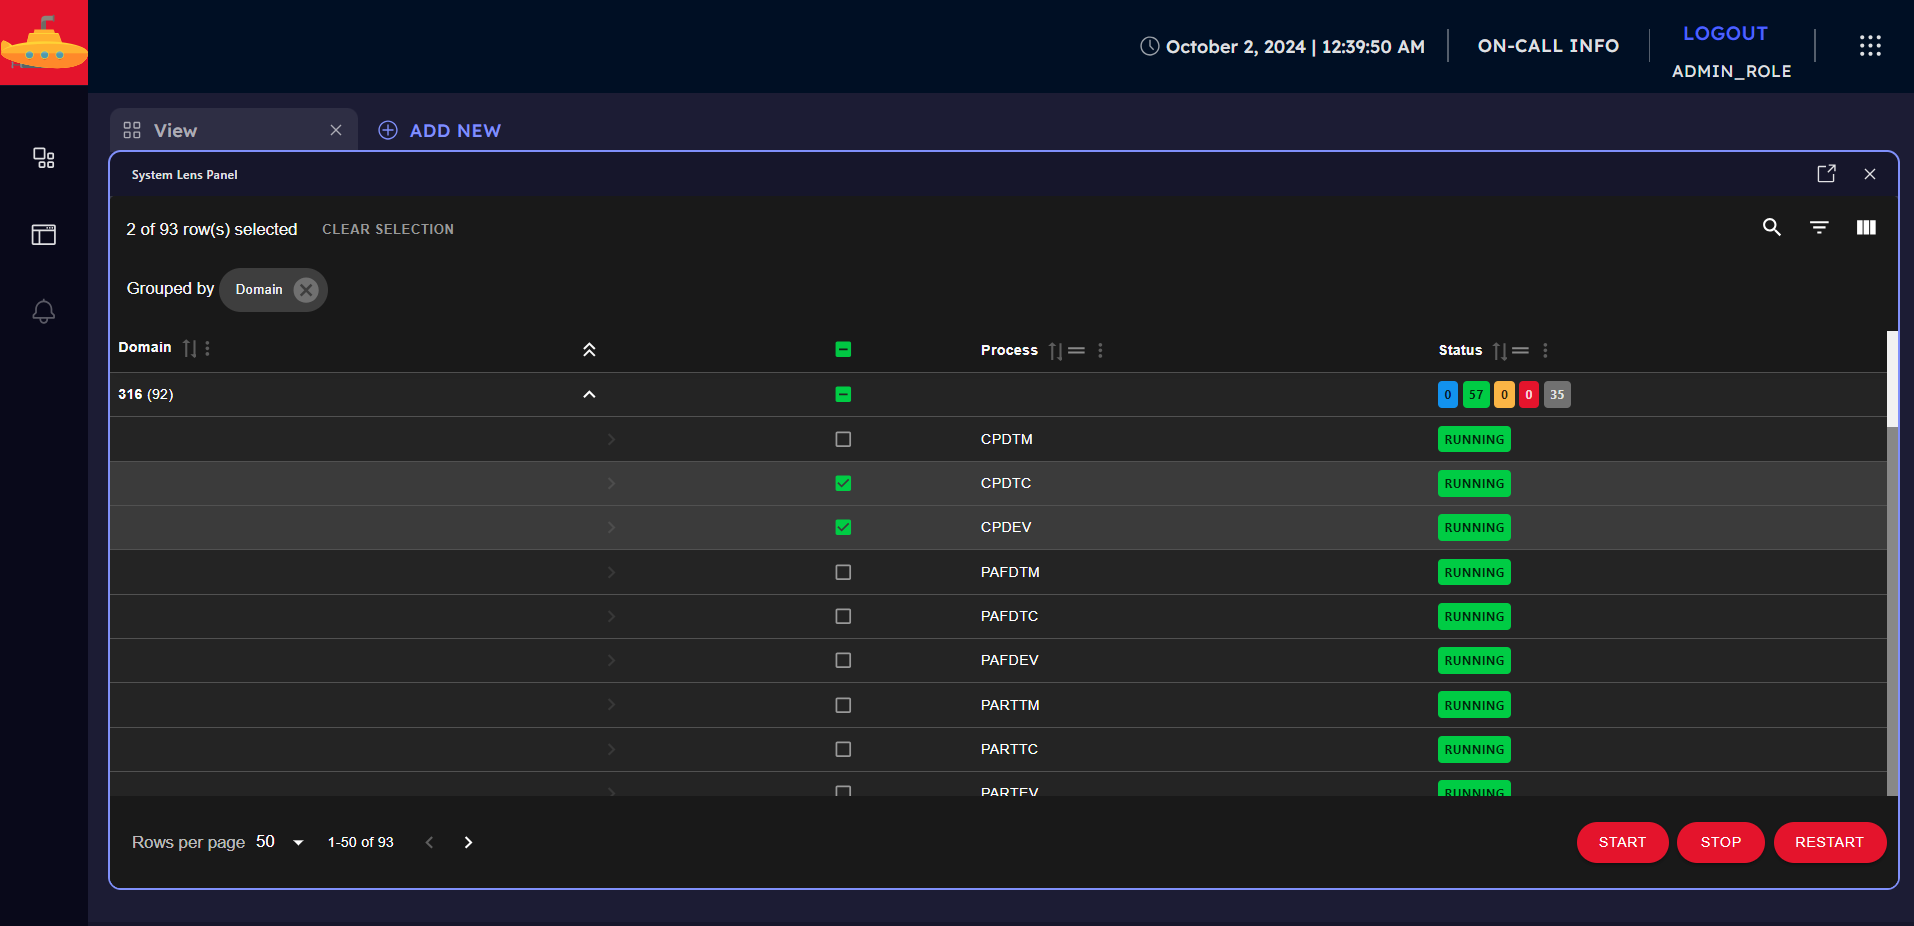 October 2, 2024 | 12:39:50 AM
ON-CALL INFO
LOGOUT
ADMIN_ROLE
View
ADD NEW
System Lens Panel
2 of 93 row(s) selected CLEAR SELECTION
Grouped by Domain
Domain Process Status
316 (92) 0 57 0 0 35
CPDTM RUNNING
CPDTC RUNNING
CPDEV RUNNING
PAFDTM RUNNING
PAFDTC RUNNING
PAFDEV RUNNING
PARTTM RUNNING
PARTTC RUNNING
PARTEV RUNNING
Rows per page 50 1-50 of 93 START STOP RESTART